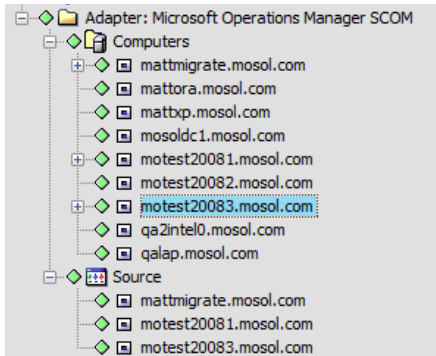 Adapter: Microsoft Operations Manager SCOM
Computers
mattmigrate.mosol.com
mattora.mosol.com
mattxp.mosol.com
mosoldc1.mosol.com
motest20081.mosol.com
motest20082.mosol.com
motest20083.mosol.com
qa2intel0.mosol.com
qalap.mosol.com
Source
mattmigrate.mosol.com
motest20081.mosol.com
motest20083.mosol.com